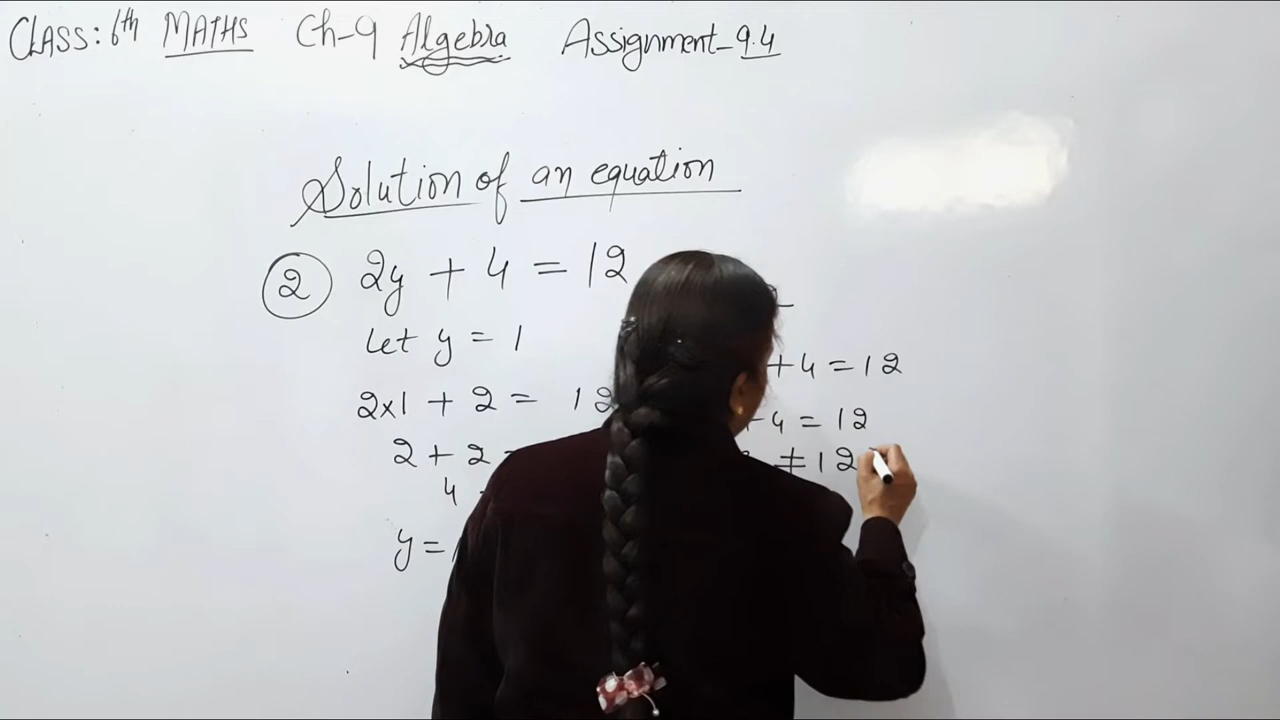 CLASS: 6th MATHS Ch-9 Algebra Assignment-9.4
Solution of an equation
2 2y + 4 = 12
Let y = 1
2x1 + 2 = 12
2 + 2
4
y =
+4 = 12
4 = 12
≠ 12